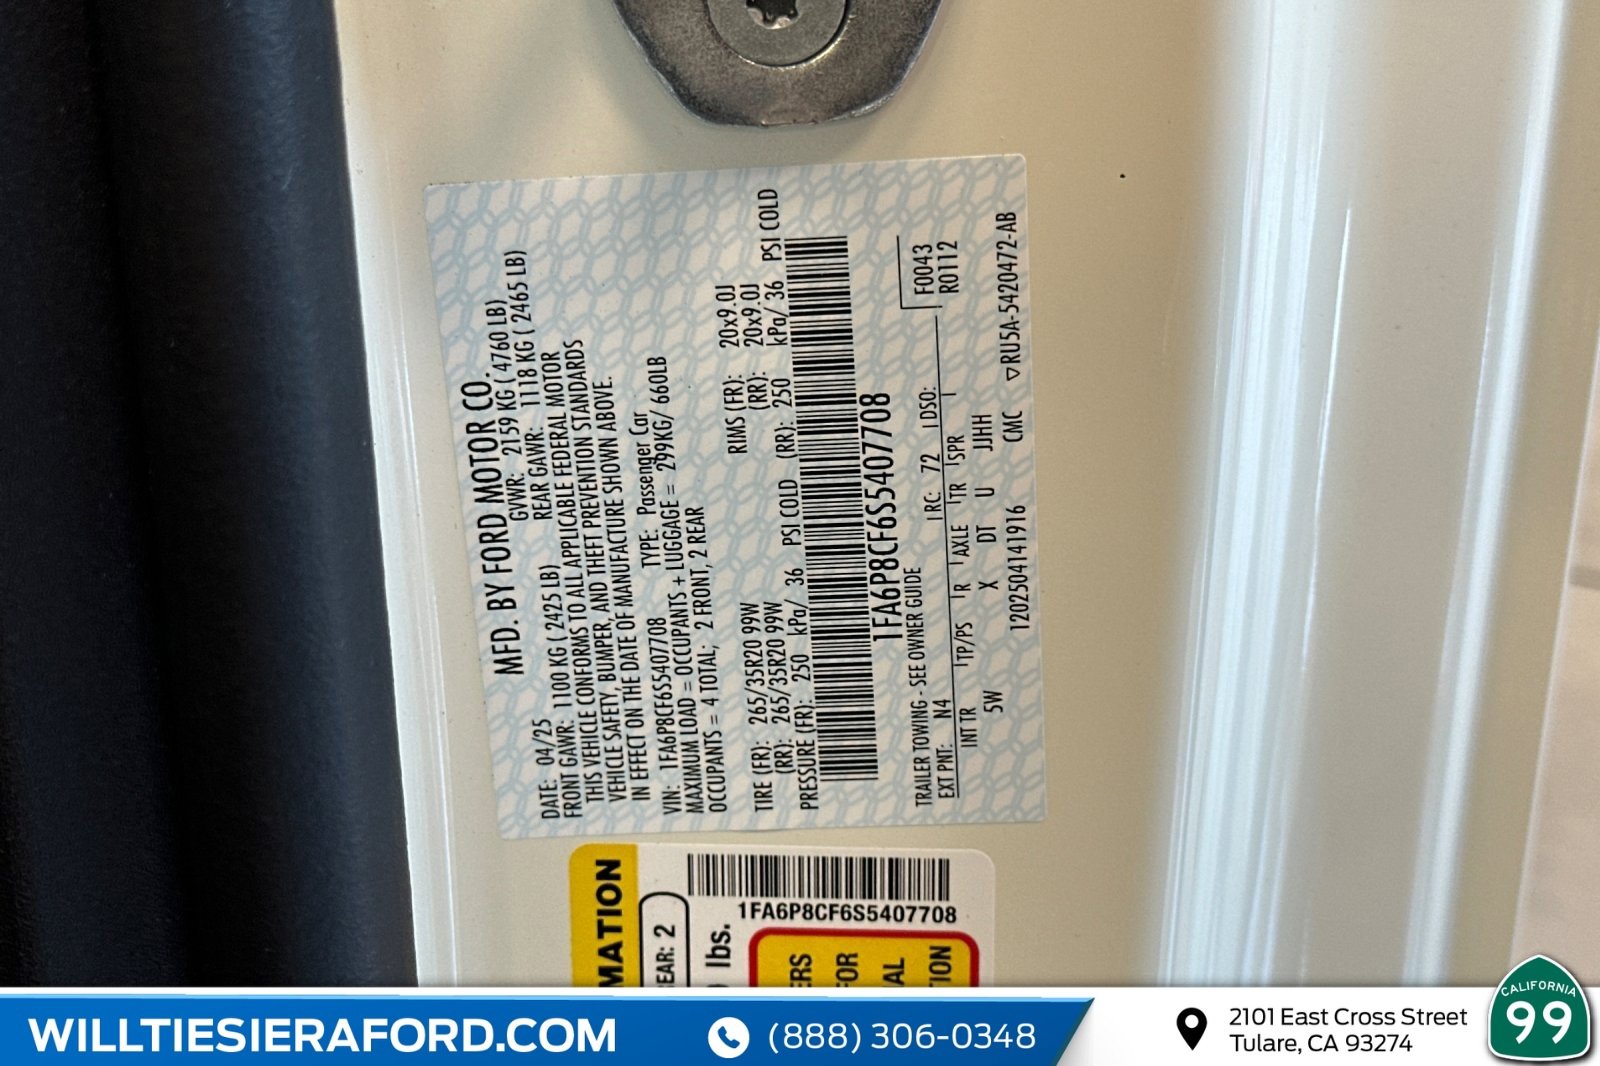 MFD. BY FORD MOTOR CO.
DATE: 04/25 GVWR: 2159 KG ( 4760 LB)
FRONT GAWR: 1100 KG ( 2425 LB) REAR GAWR: 1118 KG ( 2465 LB)
THIS VEHICLE CONFORMS TO ALL APPLICABLE FEDERAL MOTOR
VEHICLE SAFETY, BUMPER, AND THEFT PREVENTION STANDARDS
IN EFFECT ON THE DATE OF MANUFACTURE SHOWN ABOVE.
VIN: 1FA6P8CF6S5407708 TYPE: Passenger Car
MAXIMUM LOAD = OCCUPANTS + LUGGAGE = 299KG/ 660LB
OCCUPANTS = 4 TOTAL; 2 FRONT, 2 REAR
TIRE (FR): 265/35R20 99W RIMS (FR): 20x9.0J
(RR): 265/35R20 99W (RR): 20x9.0J
PRESSURE (FR): 250 kPa/ 36 PSI COLD (RR): 250 kPa/ 36 PSI COLD
1FA6P8CF6S5407708
TRAILER TOWING - SEE OWNER GUIDE
F0043
EXT PNT: N4 RC: 72 DSO: R0112
INT TR TP/PS R AXLE TR SPR
5W X DT U JJHH
1202504141916 CMC ▽RU5A-5420472-AB
MATION
EAR: 2
lbs.
1FA6P8CF6S5407708
ERS
FOR
AL
TION
WILLTIESIERAFORD.COM
(888) 306-0348
2101 East Cross Street
Tulare, CA 93274
CALIFORNIA
99